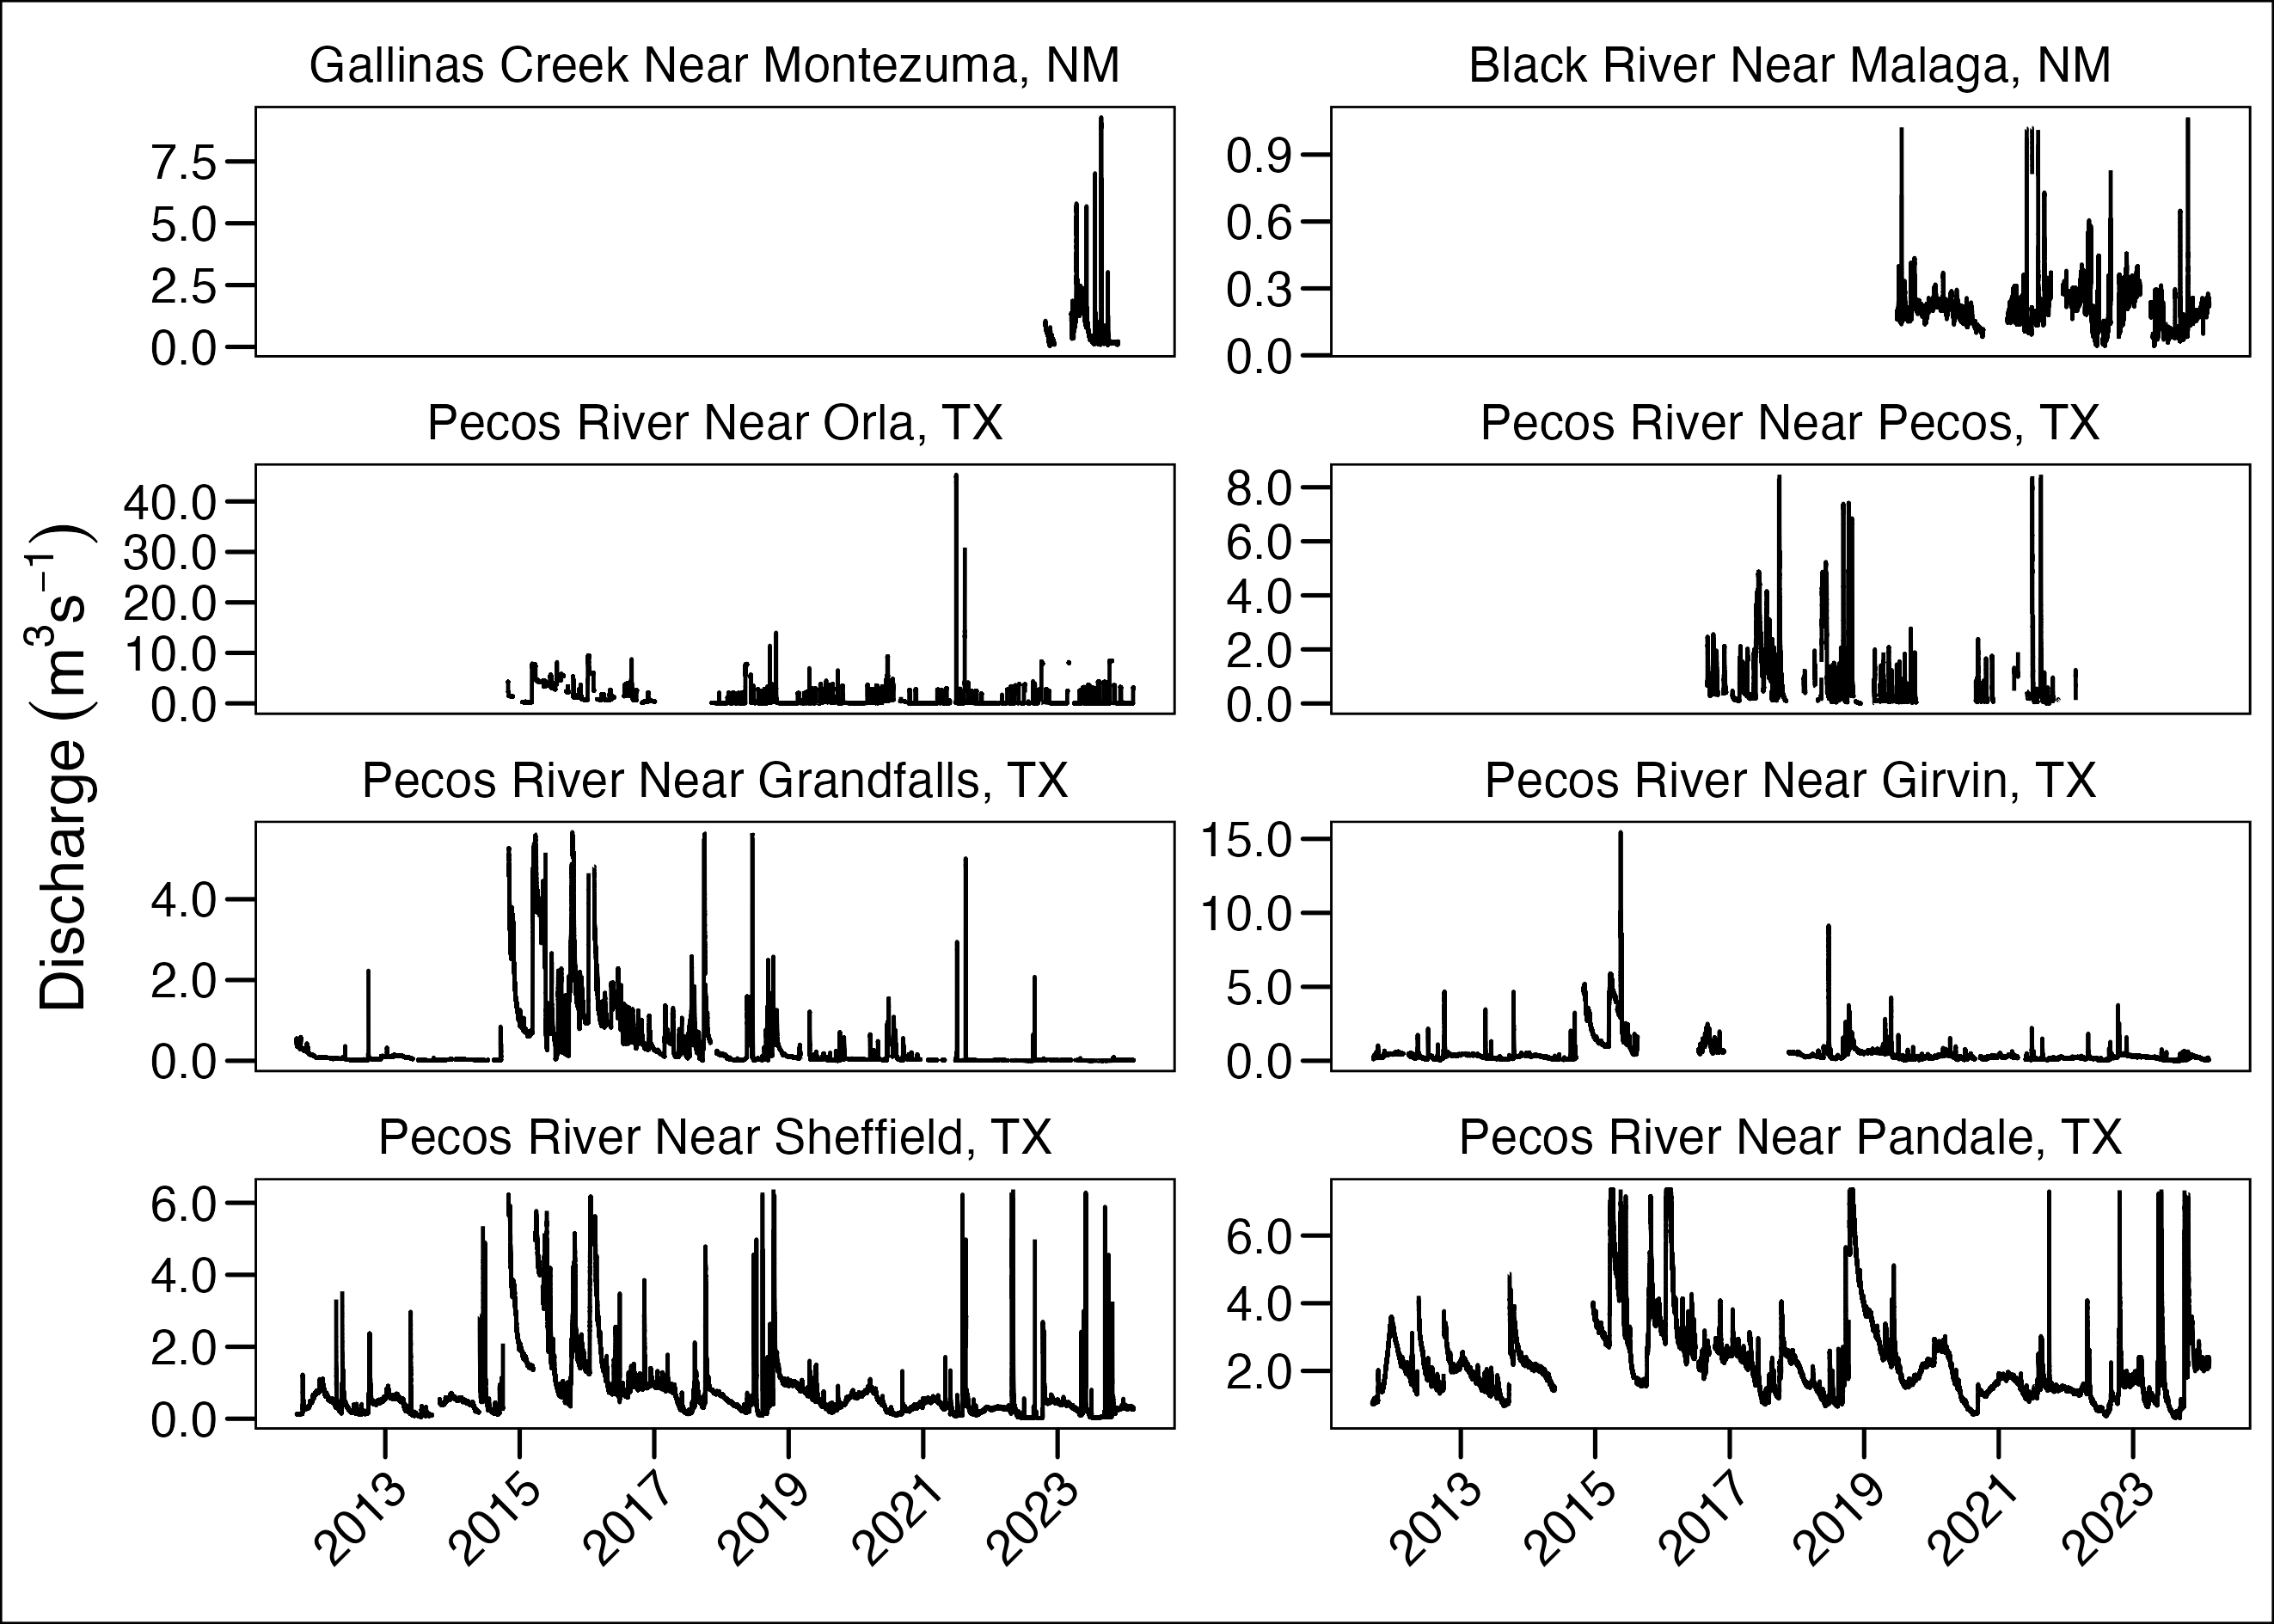 Discharge (m³s⁻¹)
Gallinas Creek Near Montezuma, NM
7.5
5.0
2.5
0.0
Black River Near Malaga, NM
0.9
0.6
0.3
0.0
Pecos River Near Orla, TX
40.0
30.0
20.0
10.0
0.0
Pecos River Near Pecos, TX
8.0
6.0
4.0
2.0
0.0
Pecos River Near Grandfalls, TX
4.0
2.0
0.0
Pecos River Near Girvin, TX
15.0
10.0
5.0
0.0
Pecos River Near Sheffield, TX
6.0
4.0
2.0
0.0
2013 2015 2017 2019 2021 2023
Pecos River Near Pandale, TX
6.0
4.0
2.0
2013 2015 2017 2019 2021 2023